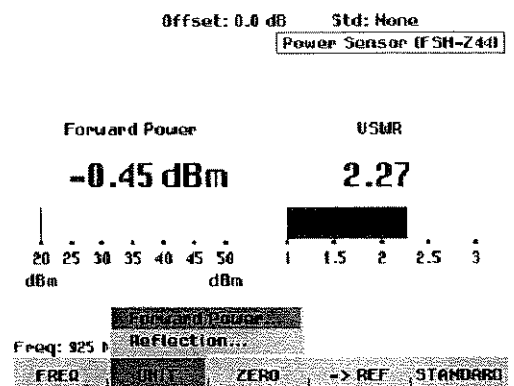 Offset: 0.0 dB Std: None
Power Sensor (FSH-Z44)
Forward Power VSWR
-0.45 dBm 2.27
20 25 30 35 40 45 50 1 1.5 2 2.5 3
dBm dBm
Forward Power...
Reflection...
Freq: 925
FREQ UNIT ZERO -> REF STANDARD